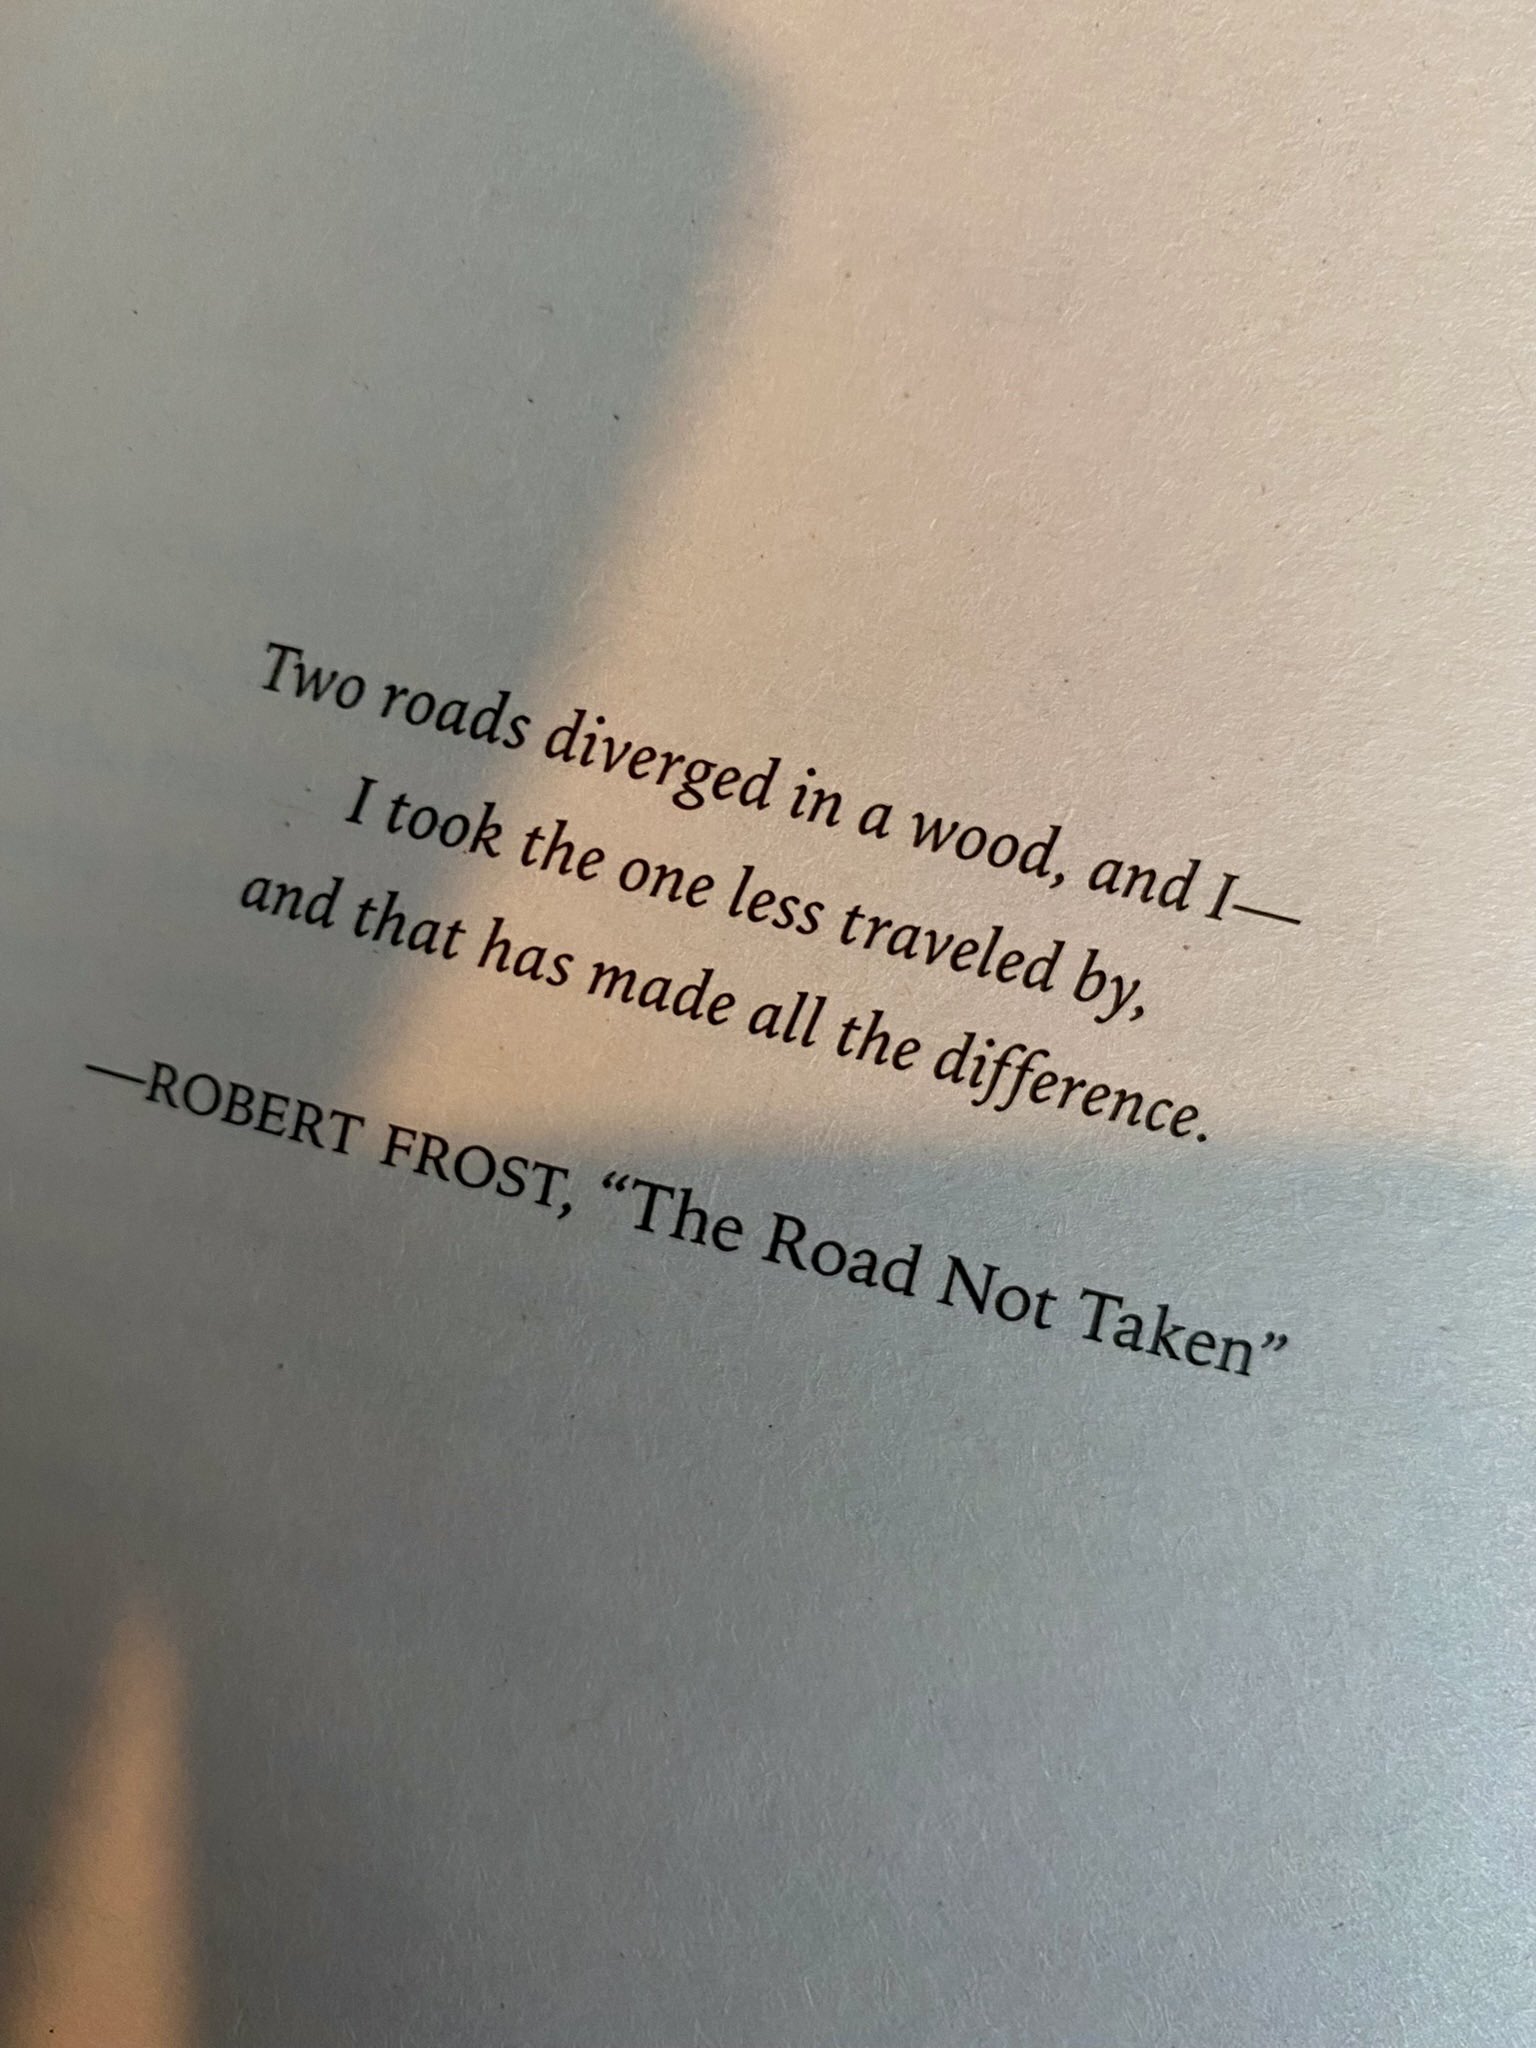 Two roads diverged in a wood, and I—
I took the one less traveled by,
and that has made all the difference.
—ROBERT FROST, “The Road Not Taken”